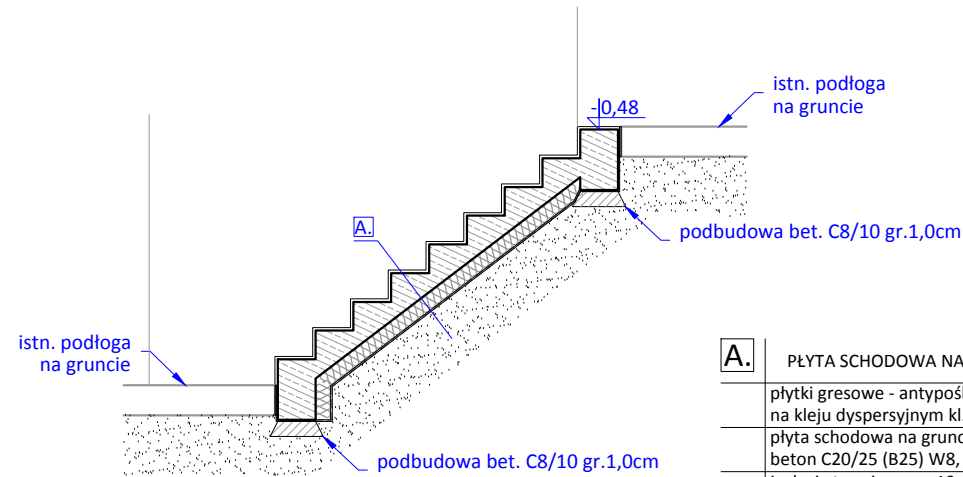 istn. podłoga
na gruncie
-0,48
podbudowa bet. C8/10 gr.1,0cm
A.
istn. podłoga
na gruncie
podbudowa bet. C8/10 gr.1,0cm
A.
PŁYTA SCHODOWA NA
płytki gresowe - antypoś
na kleju dyspersyjnym kl.
płyta schodowa na grunc
beton C20/25 (B25) W8,